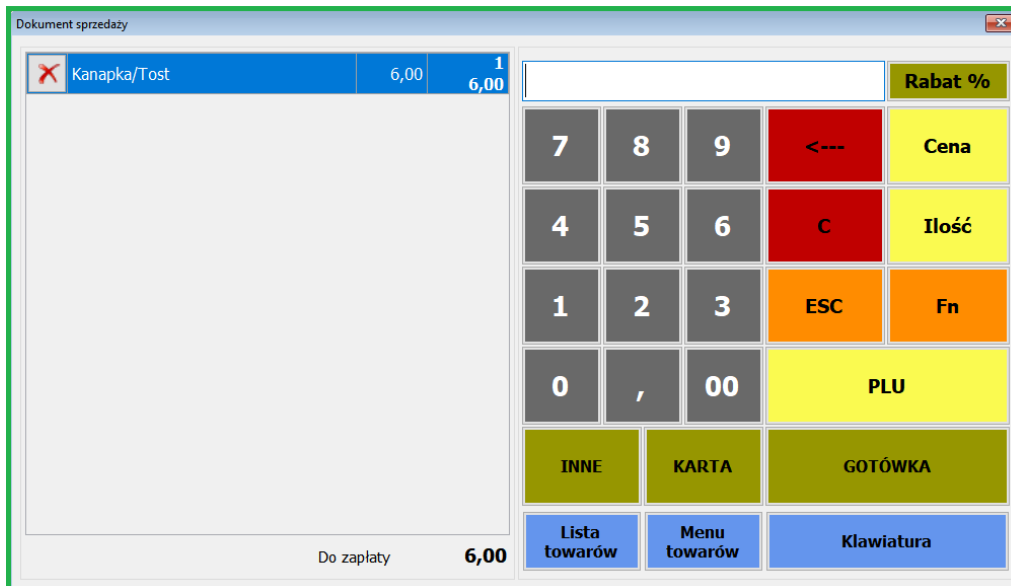 Dokument sprzedaży
Kanapka/Tost 6,00 1
6,00
Rabat %
7 8 9 <--- Cena
4 5 6 C Ilość
1 2 3 ESC Fn
0 , 00 PLU
INNE KARTA GOTÓWKA
Lista
towarów
Menu
towarów
Klawiatura
Do zapłaty 6,00